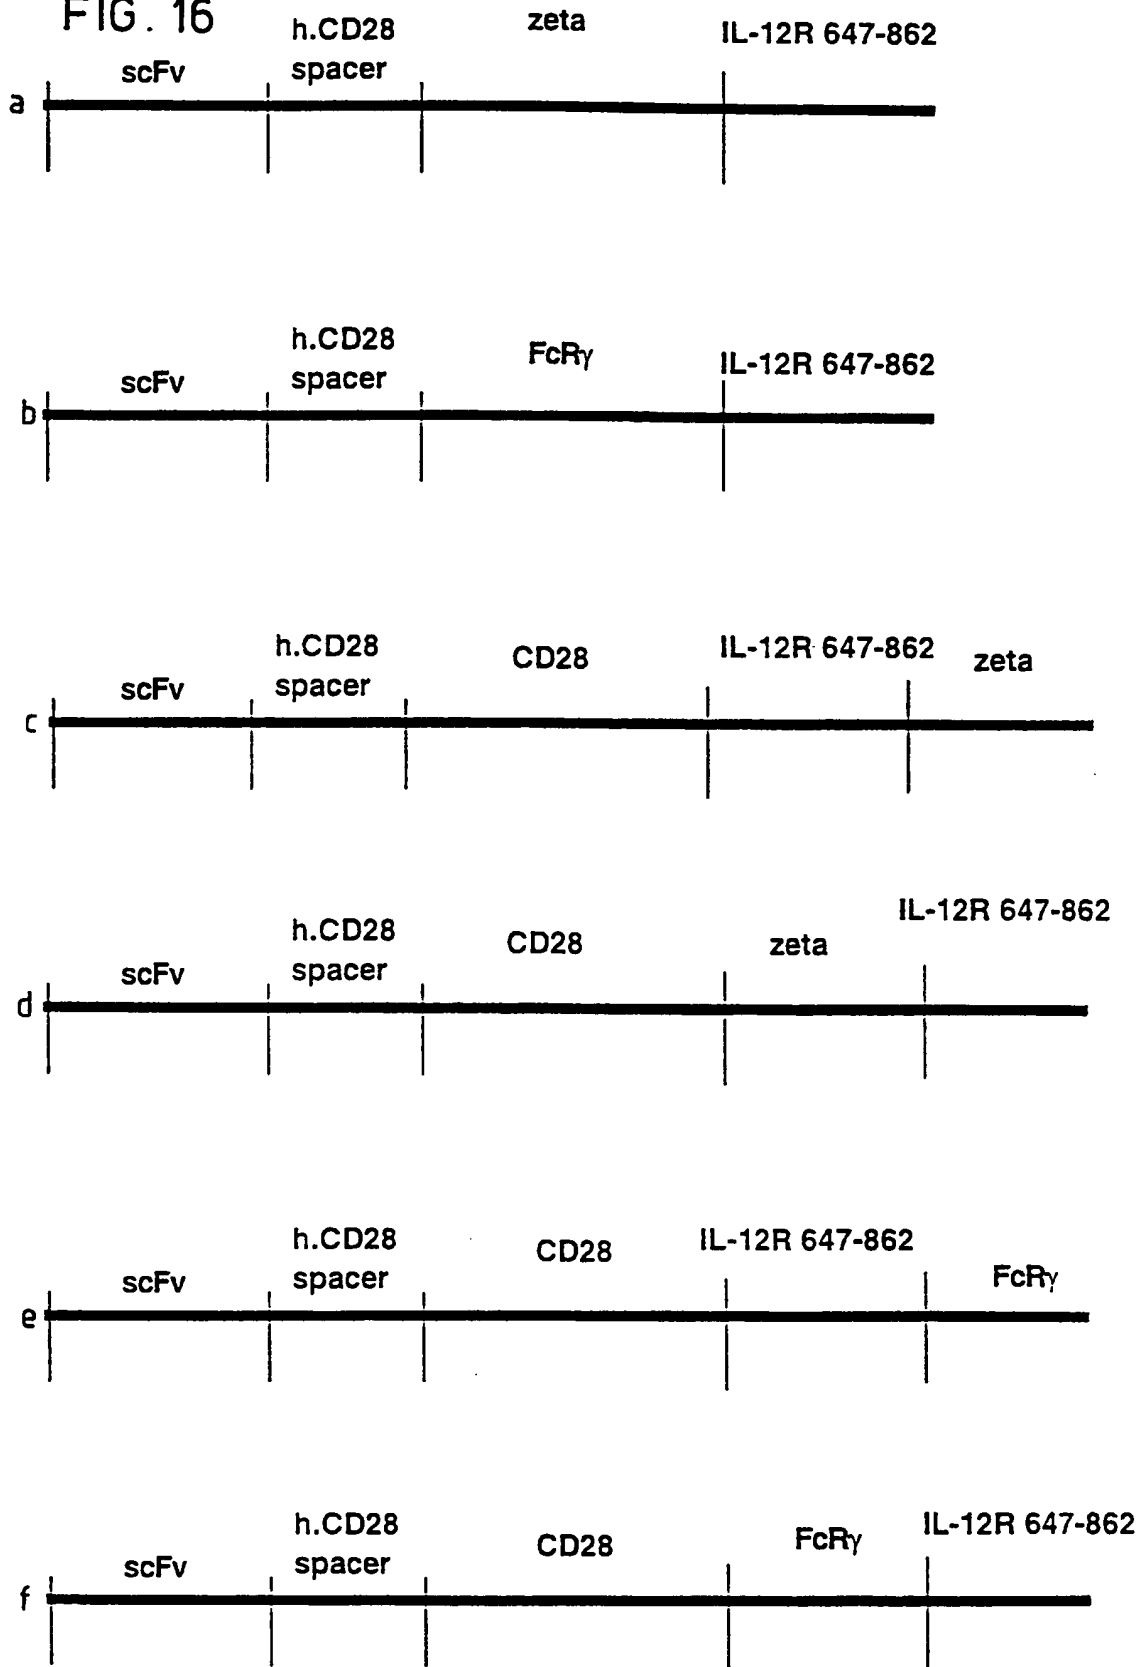 FIG. 16
scFv
h.CD28
spacer
zeta
IL-12R 647-862
a
scFv
h.CD28
spacer
FcRγ
IL-12R 647-862
b
scFv
h.CD28
spacer
CD28
IL-12R 647-862
zeta
c
scFv
h.CD28
spacer
CD28
zeta
IL-12R 647-862
d
scFv
h.CD28
spacer
CD28
IL-12R 647-862
FcRγ
e
scFv
h.CD28
spacer
CD28
FcRγ
IL-12R 647-862
f